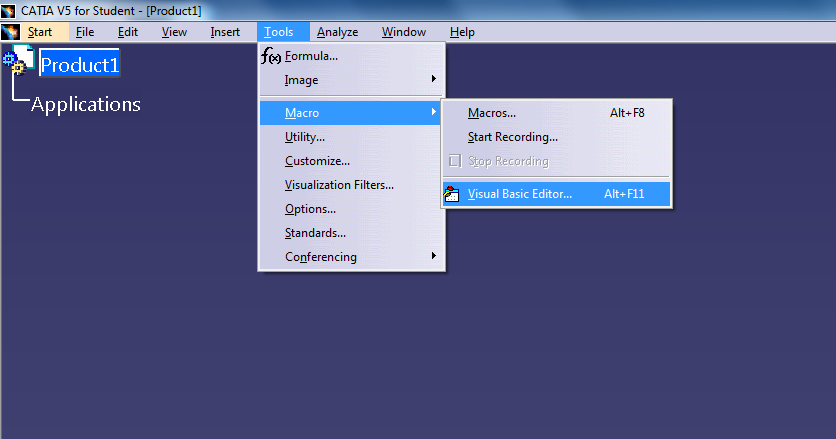 CATIA V5 for Student - [Product1]
Start File Edit View Insert Tools Analyze Window Help
Product1
Applications
f(x) Formula...
Image
Macro
Utility...
Customize...
Visualization Filters...
Options...
Standards...
Conferencing
Macros... Alt+F8
Start Recording...
Stop Recording
Visual Basic Editor... Alt+F11